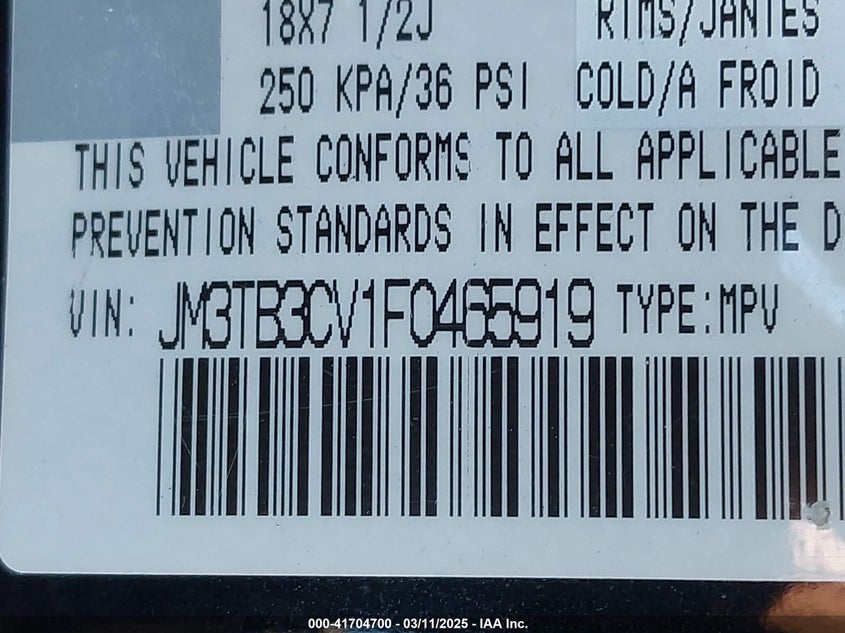 18X7 1/2J RIMS/JANTES
250 KPA/36 PSI COLD/A FROID
THIS VEHICLE CONFORMS TO ALL APPLICABLE
PREVENTION STANDARDS IN EFFECT ON THE D
VIN: JM3TB3CV1F0465919 TYPE:MPV
000-41704700 - 03/11/2025 - IAA Inc.